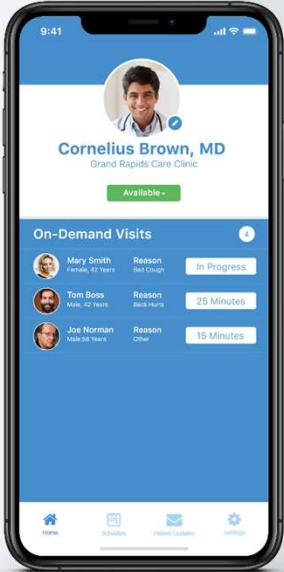 9:41
Cornelius Brown, MD
Grand Rapids Care Clinic
Available
On-Demand Visits 4
Mary Smith Reason In Progress
Female, 42 Years Bad Cough
Tom Boss Reason 25 Minutes
Male, 42 Years Back Hurts
Joe Norman Reason 15 Minutes
Male.58 Years Other
Home Schedule Patient Updates Settings